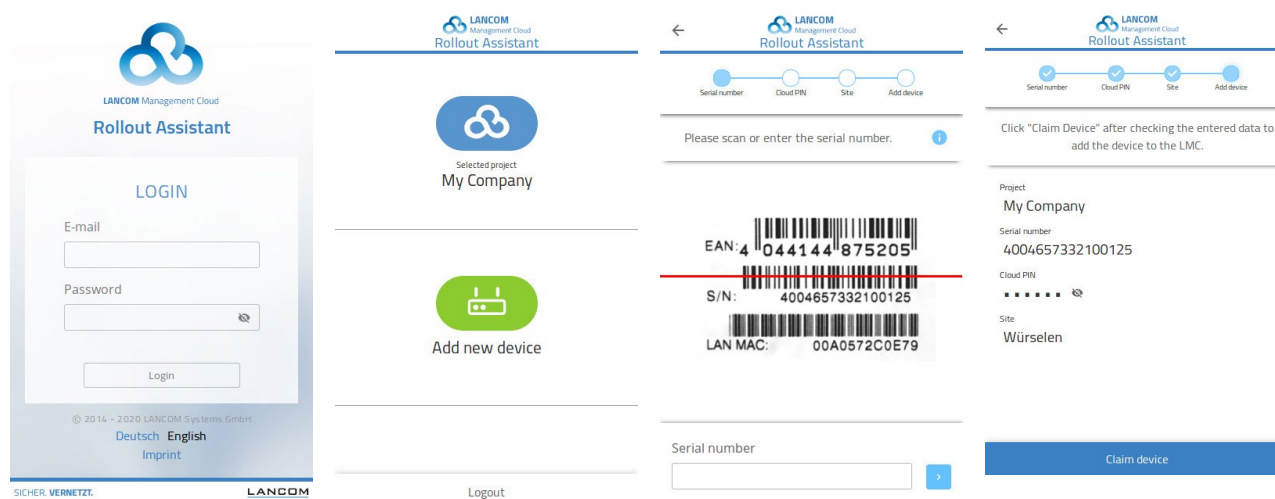 LANCOM Management Cloud
Rollout Assistant
LOGIN
E-mail
Password
Login
© 2014 - 2020 LANCOM Systems GmbH
Deutsch English
Imprint
SICHER. VERNETZT.
LANCOM
LANCOM
Management Cloud
Rollout Assistant
Selected project
My Company
Add new device
Logout
LANCOM
Management Cloud
Rollout Assistant
Serial number Cloud PIN Site Add device
Please scan or enter the serial number.
EAN: 4 044144 875205
S/N: 4004657332100125
LAN MAC: 00A0572C0E79
Serial number
LANCOM
Management Cloud
Rollout Assistant
Serial number Cloud PIN Site Add device
Click "Claim Device" after checking the entered data to
add the device to the LMC.
Project
My Company
Serial number
4004657332100125
Cloud PIN
Site
Würselen
Claim device